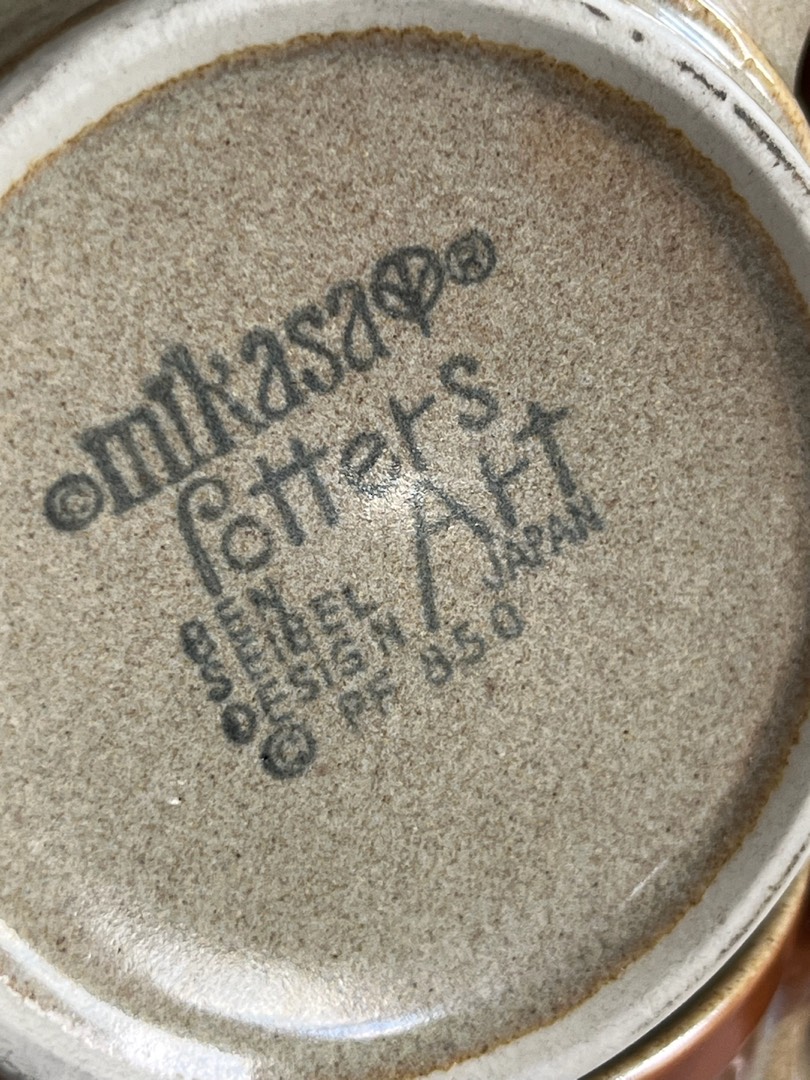 ©mikasa®
Potters
Art
JAPAN
BEN
SEIBEL
DESIGN
© PF 850